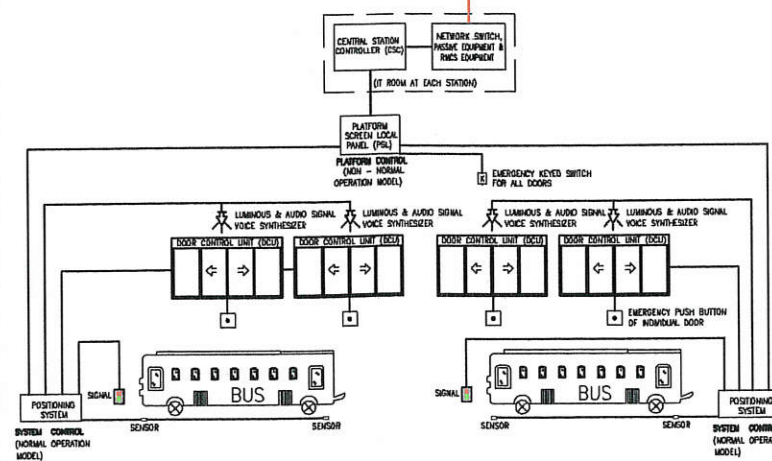 CENTRAL STATION
CONTROLLER (CSC)
NETWORK SWITCH,
PASSIVE EQUIPMENT &
RMCS EQUIPMENT
(IT ROOM AT EACH STATION)
PLATFORM
SCREEN LOCAL
PANEL (PSL)
PLATFORM CONTROL
(NON - NORMAL
OPERATION MODEL)
K
EMERGENCY KEYED SWITCH
FOR ALL DOORS
LUMINOUS & AUDIO SIGNAL
VOICE SYNTHESIZER
LUMINOUS & AUDIO SIGNAL
VOICE SYNTHESIZER
LUMINOUS & AUDIO SIGNAL
VOICE SYNTHESIZER
LUMINOUS & AUDIO SIGNAL
VOICE SYNTHESIZER
DOOR CONTROL UNIT (DCU)
DOOR CONTROL UNIT (DCU)
DOOR CONTROL UNIT (DCU)
DOOR CONTROL UNIT (DCU)
EMERGENCY PUSH BUTTON
OF INDIVIDUAL DOOR
SIGNAL
BUS
SIGNAL
BUS
POSITIONING
SYSTEM
SENSOR
SENSOR
SENSOR
SENSOR
POSITIONING
SYSTEM
SYSTEM CONTROL
(NORMAL OPERATION
MODEL)
SYSTEM CONTR
(NORMAL OPERA
MODEL)